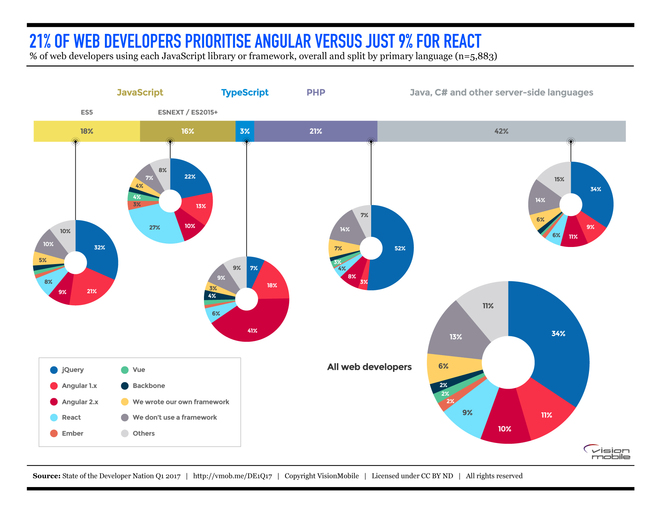 21% OF WEB DEVELOPERS PRIORITISE ANGULAR VERSUS JUST 9% FOR REACT
% of web developers using each JavaScript library or framework, overall and split by primary language (n=5,883)
JavaScript
TypeScript
PHP
Java, C# and other server-side languages
ES5
ESNEXT / ES2015+
18%
16%
3%
21%
42%
32%
21%
9%
8%
5%
10%
10%
22%
13%
10%
27%
3%
4%
4%
7%
8%
7%
18%
41%
6%
4%
3%
9%
9%
52%
3%
8%
4%
3%
7%
14%
7%
34%
9%
11%
6%
6%
14%
15%
All web developers
34%
11%
10%
9%
2%
2%
2%
6%
13%
11%
jQuery
Angular 1.x
Angular 2.x
React
Ember
Vue
Backbone
We wrote our own framework
We don't use a framework
Others
vision
mobile
Source: State of the Developer Nation Q1 2017 | http://vmob.me/DE1Q17 | Copyright VisionMobile | Licensed under CC BY ND | All rights reserved